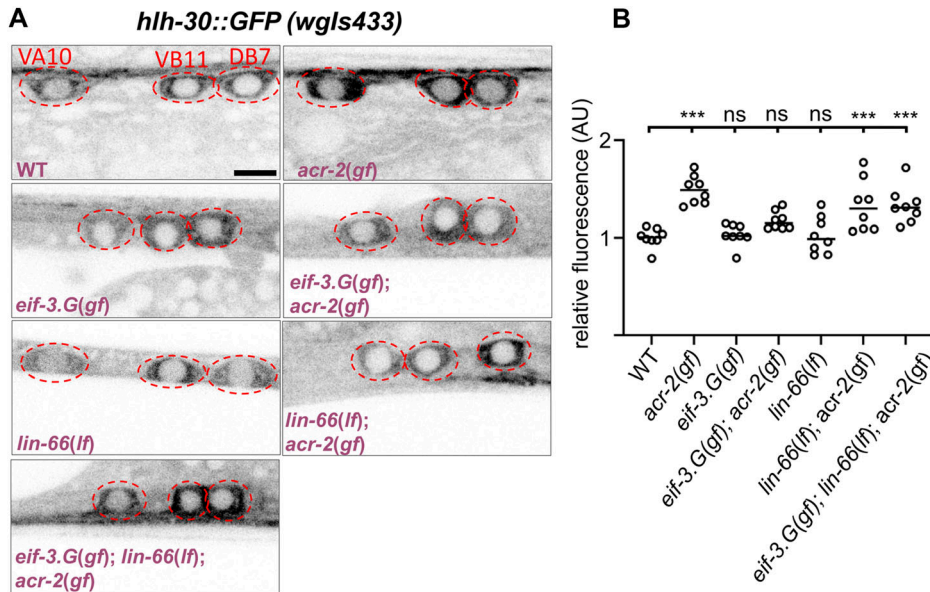 A
hlh-30::GFP (wgIs433)
VA10 VB11 DB7
WT
acr-2(gf)
eif-3.G(gf)
eif-3.G(gf);
acr-2(gf)
lin-66(lf)
lin-66(lf);
acr-2(gf)
eif-3.G(gf); lin-66(lf);
acr-2(gf)
B
relative fluorescence (AU)
*** ns ns ns *** ***
2
1
WT
acr-2(gf)
eif-3.G(gf)
eif-3.G(gf); acr-2(gf)
lin-66(lf)
lin-66(lf); acr-2(gf)
eif-3.G(gf); lin-66(lf); acr-2(gf)